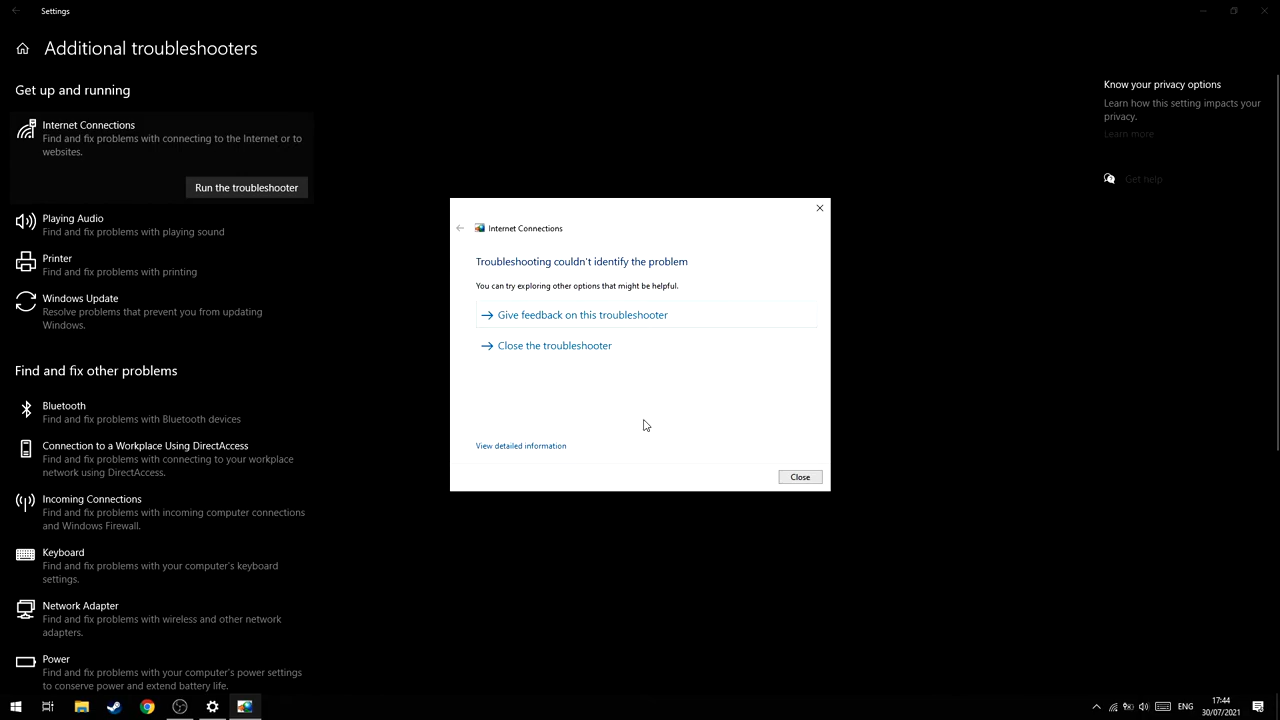 Settings
Additional troubleshooters
Get up and running
Internet Connections
Find and fix problems with connecting to the Internet or to
websites.
Run the troubleshooter
Playing Audio
Find and fix problems with playing sound
Printer
Find and fix problems with printing
Windows Update
Resolve problems that prevent you from updating
Windows.
Find and fix other problems
Bluetooth
Find and fix problems with Bluetooth devices
Connection to a Workplace Using DirectAccess
Find and fix problems with connecting to your workplace
network using DirectAccess.
Incoming Connections
Find and fix problems with incoming computer connections
and Windows Firewall.
Keyboard
Find and fix problems with your computer's keyboard
settings.
Network Adapter
Find and fix problems with wireless and other network
adapters.
Power
Find and fix problems with your computer's power settings
to conserve power and extend battery life.
Internet Connections
Troubleshooting couldn't identify the problem
You can try exploring other options that might be helpful.
Give feedback on this troubleshooter
Close the troubleshooter
View detailed information
Close
Know your privacy options
Learn how this setting impacts your
privacy.
Learn more
Get help
ENG
17:44
30/07/2021